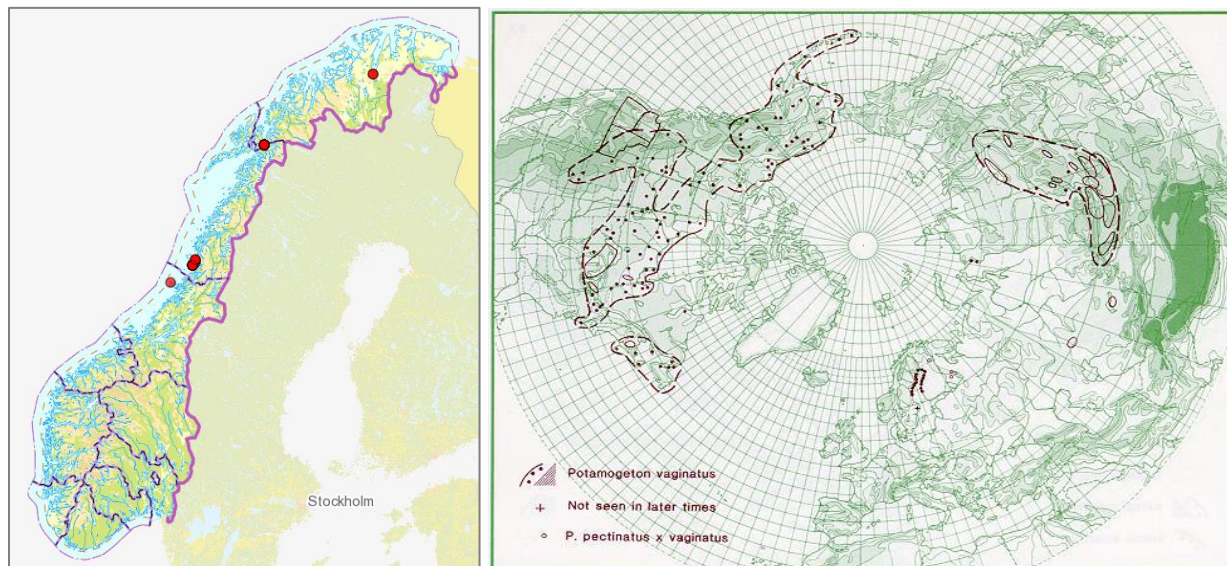 Stockholm
Potamogeton vaginatus
+ Not seen in later times
P. pectinatus x vaginatus